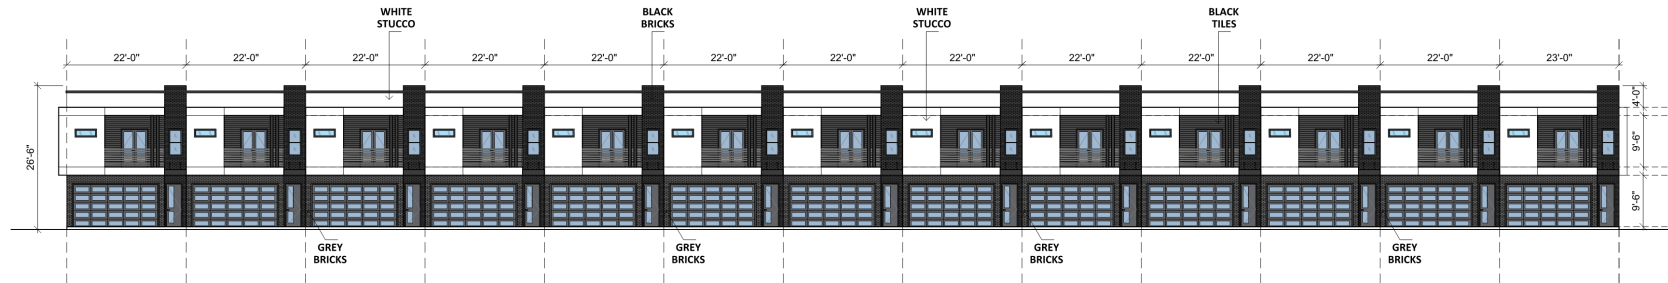 WHITE
STUCCO
BLACK
BRICKS
WHITE
STUCCO
BLACK
TILES
22'-0" 22'-0" 22'-0" 22'-0" 22'-0" 22'-0" 22'-0" 22'-0" 22'-0" 22'-0" 22'-0" 22'-0" 23'-0"
26'-6"
4'-0"
9'-6"
9'-6"
GREY
BRICKS
GREY
BRICKS
GREY
BRICKS
GREY
BRICKS